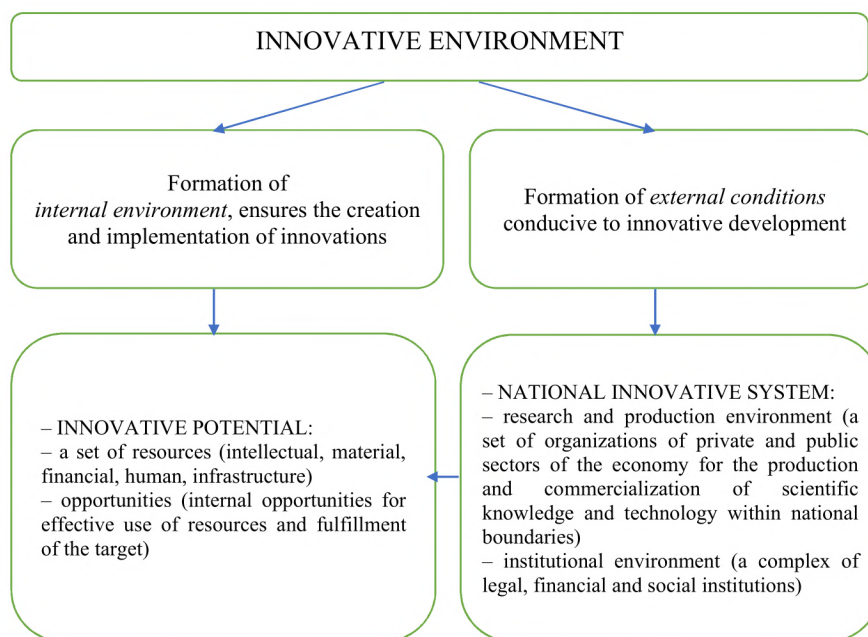 INNOVATIVE ENVIRONMENT
Formation of
internal environment, ensures the creation
and implementation of innovations
Formation of external conditions
conducive to innovative development
– INNOVATIVE POTENTIAL:
– a set of resources (intellectual, material,
financial, human, infrastructure)
– opportunities (internal opportunities for
effective use of resources and fulfillment
of the target)
– NATIONAL INNOVATIVE SYSTEM:
– research and production environment (a
set of organizations of private and public
sectors of the economy for the production
and commercialization of scientific
knowledge and technology within national
boundaries)
– institutional environment (a complex of
legal, financial and social institutions)